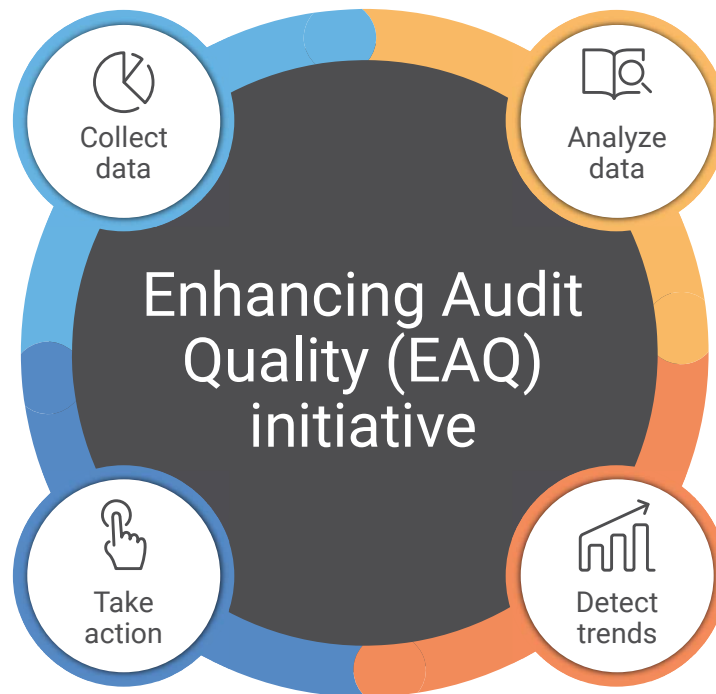 Collect
data
Analyze
data
Enhancing Audit
Quality (EAQ)
initiative
Take
action
Detect
trends